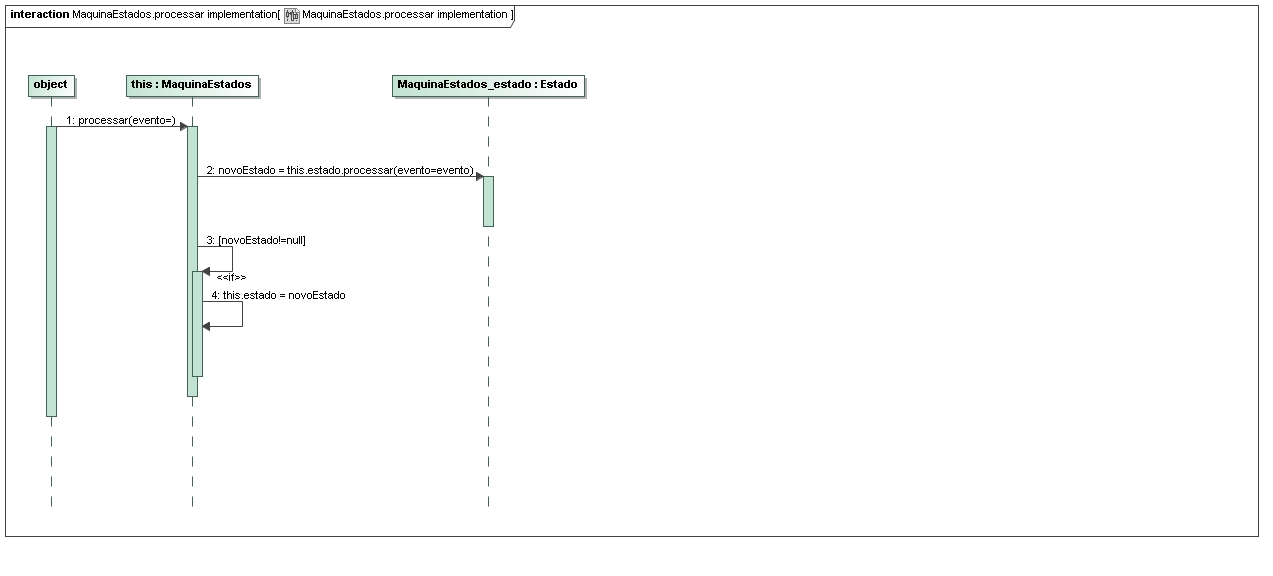 interaction MaquinaEstados.processar implementation[ MaquinaEstados.processar implementation ]
object
this : MaquinaEstados
MaquinaEstados_estado : Estado
1: processar(evento=)
2: novoEstado = this.estado.processar(evento=evento)
3: [novoEstado!=null]
<<if>>
4: this.estado = novoEstado